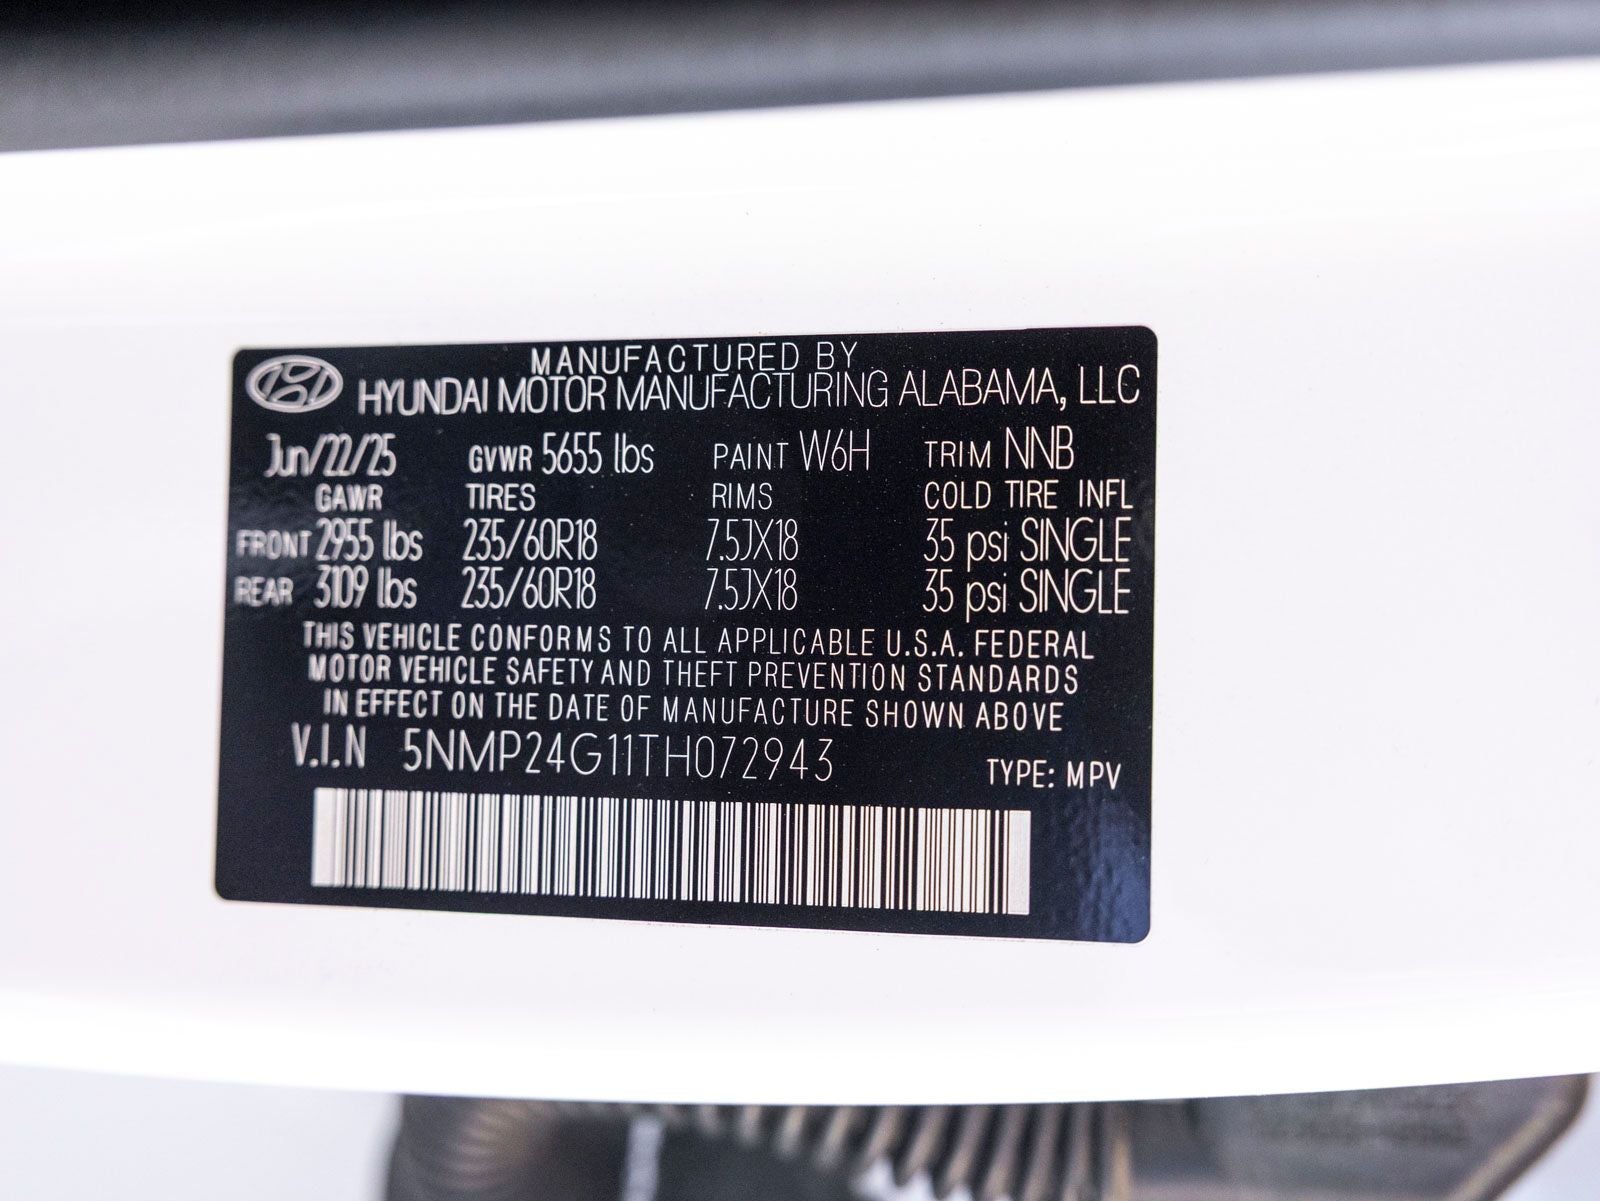 MANUFACTURED BY
HYUNDAI MOTOR MANUFACTURING ALABAMA, LLC
Jun/22/25 GVWR 5655 lbs PAINT W6H TRIM NNB
GAWR TIRES RIMS COLD TIRE INFL
FRONT 2955 lbs 235/60R18 7.5JX18 35 psi SINGLE
REAR 3109 lbs 235/60R18 7.5JX18 35 psi SINGLE
THIS VEHICLE CONFORMS TO ALL APPLICABLE U.S.A. FEDERAL
MOTOR VEHICLE SAFETY AND THEFT PREVENTION STANDARDS
IN EFFECT ON THE DATE OF MANUFACTURE SHOWN ABOVE
V.I.N 5NMP24G11TH072943 TYPE: MPV